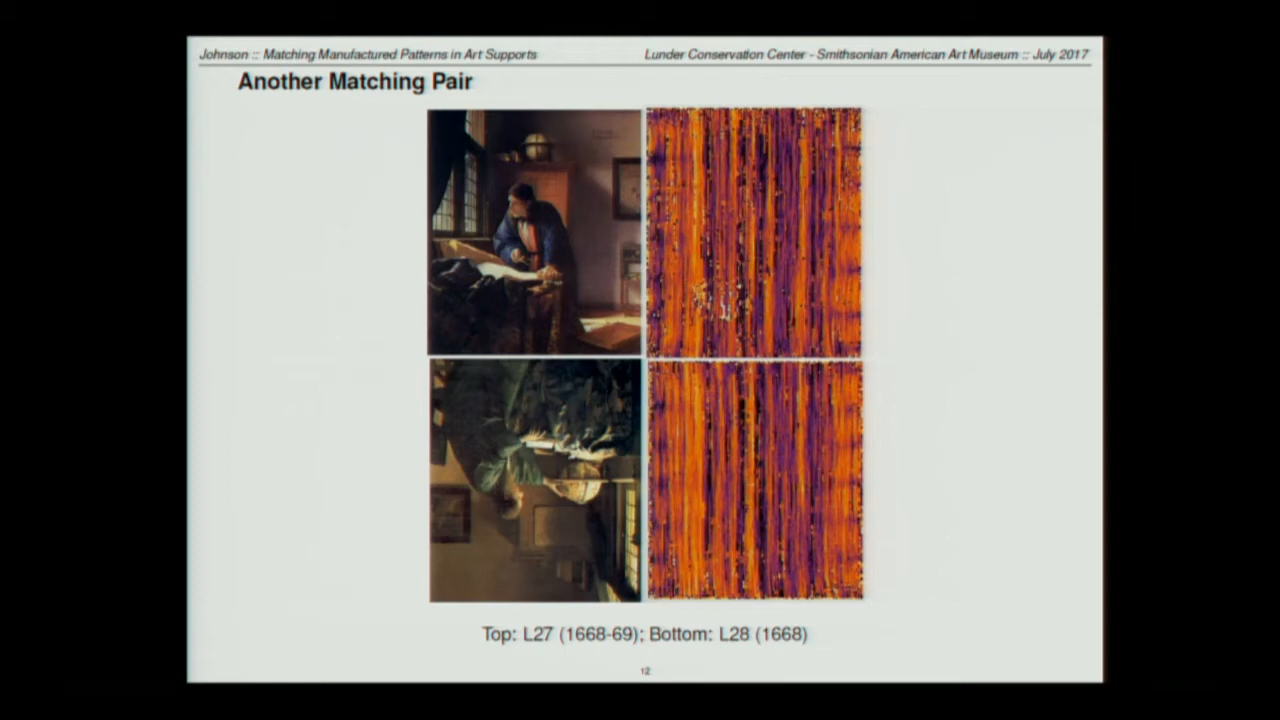 Johnson :: Matching Manufactured Patterns in Art Supports
Lunder Conservation Center - Smithsonian American Art Museum :: July 2017
Another Matching Pair
Top: L27 (1668-69); Bottom: L28 (1668)
12